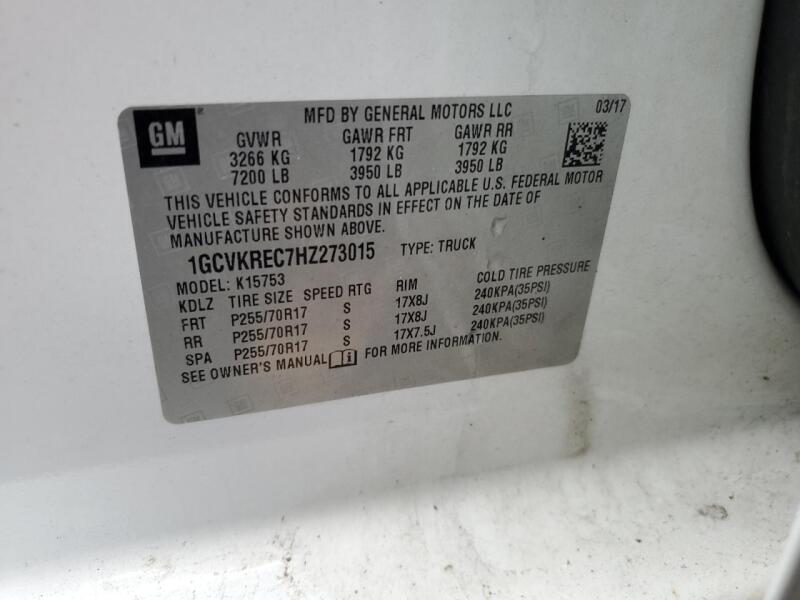 GM
MFD BY GENERAL MOTORS LLC 03/17
GVWR GAWR FRT GAWR RR
3266 KG 1792 KG 1792 KG
7200 LB 3950 LB 3950 LB
THIS VEHICLE CONFORMS TO ALL APPLICABLE U.S. FEDERAL MOTOR
VEHICLE SAFETY STANDARDS IN EFFECT ON THE DATE OF
MANUFACTURE SHOWN ABOVE.
1GCVKREC7HZ273015 TYPE: TRUCK
MODEL: K15753
KDLZ TIRE SIZE SPEED RTG RIM COLD TIRE PRESSURE
FRT P255/70R17 S 17X8J 240KPA(35PSI)
RR P255/70R17 S 17X8J 240KPA(35PSI)
SPA P255/70R17 S 17X7.5J 240KPA(35PSI)
SEE OWNER'S MANUAL FOR MORE INFORMATION.